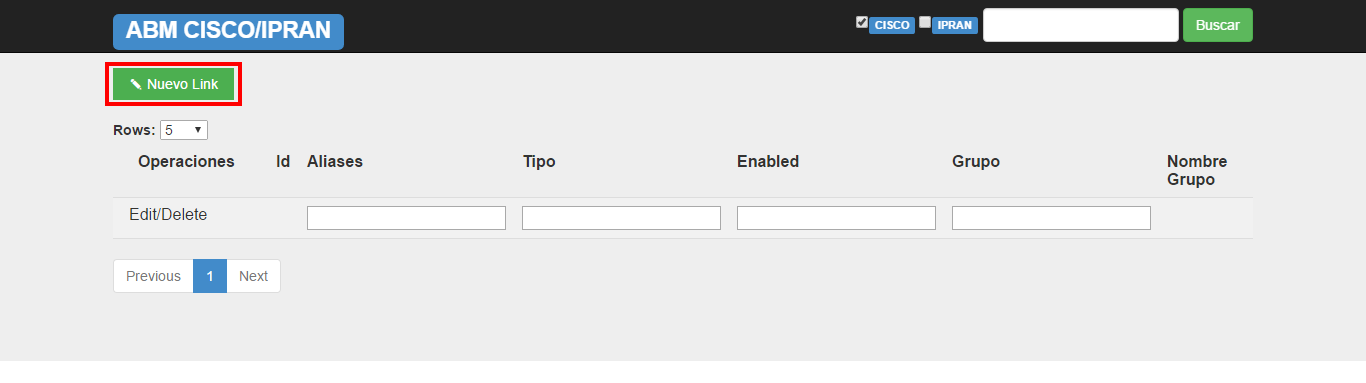 ABM CISCO/IPRAN
CISCO IPRAN Buscar
Nuevo Link
Rows: 5
Operaciones Id Aliases Tipo Enabled Grupo Nombre
Grupo
Edit/Delete
Previous 1 Next